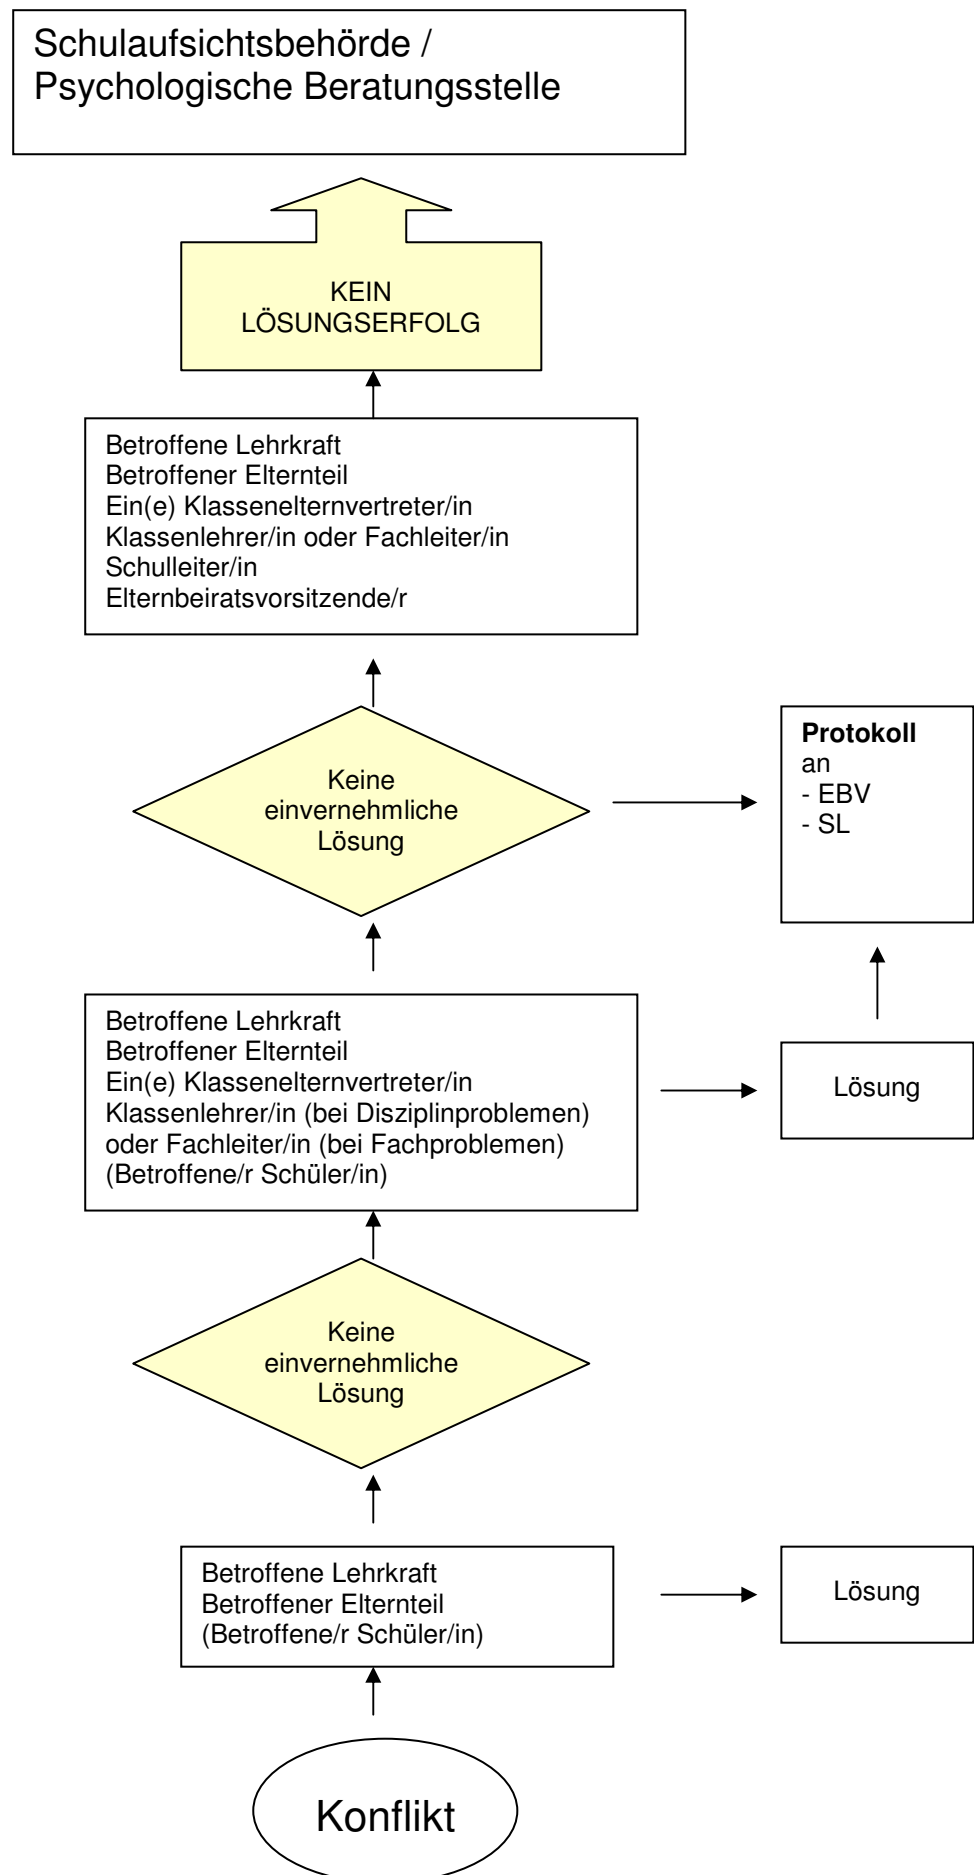 Schulaufsichtsbehörde /
Psychologische Beratungsstelle
KEIN
LÖSUNGSERFOLG
Betroffene Lehrkraft
Betroffener Elternteil
Ein(e) Klassenelternvertreter/in
Klassenlehrer/in oder Fachleiter/in
Schulleiter/in
Elternbeiratsvorsitzende/r
Keine
einvernehmliche
Lösung
Protokoll
an
- EBV
- SL
Betroffene Lehrkraft
Betroffener Elternteil
Ein(e) Klassenelternvertreter/in
Klassenlehrer/in (bei Disziplinproblemen)
oder Fachleiter/in (bei Fachproblemen)
(Betroffene/r Schüler/in)
Lösung
Keine
einvernehmliche
Lösung
Betroffene Lehrkraft
Betroffener Elternteil
(Betroffene/r Schüler/in)
Lösung
Konflikt